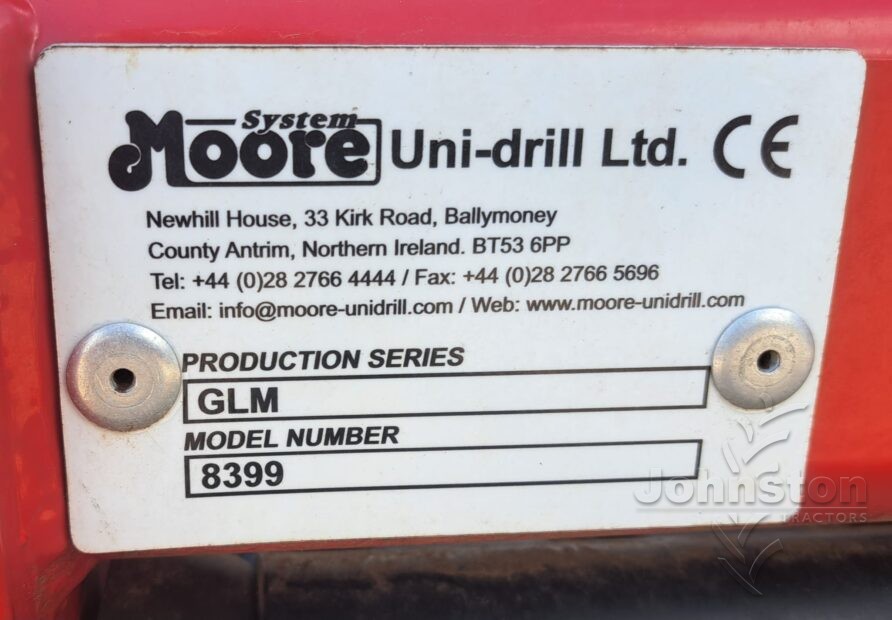 System
Moore Uni-drill Ltd. CE
Newhill House, 33 Kirk Road, Ballymoney
County Antrim, Northern Ireland. BT53 6PP
Tel: +44 (0)28 2766 4444 / Fax: +44 (0)28 2766 5696
Email: info@moore-unidrill.com / Web: www.moore-unidrill.com
PRODUCTION SERIES
GLM
MODEL NUMBER
8399
Johnston
TRACTORS